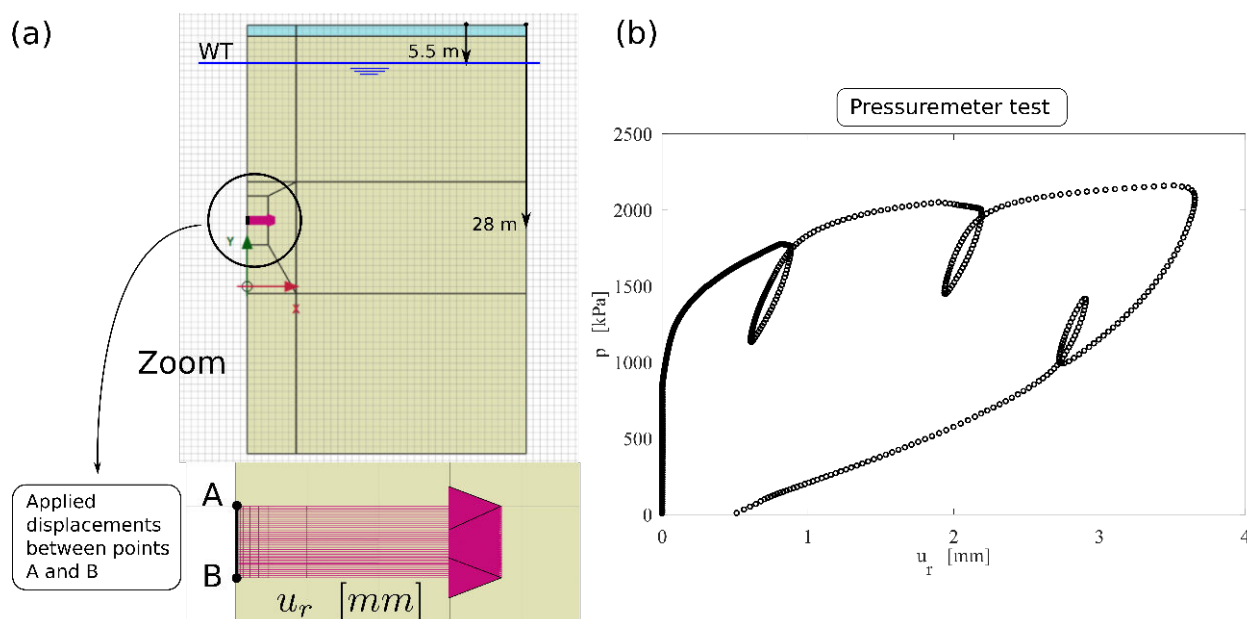 (a)
WT
5.5 m
28 m
Y
X
Zoom
Applied
displacements
between points
A and B
A
B
u_r [mm]
(b)
Pressuremeter test
2500
2000
1500
1000
500
0
p [kPa]
0 1 2 3 4
u_r [mm]